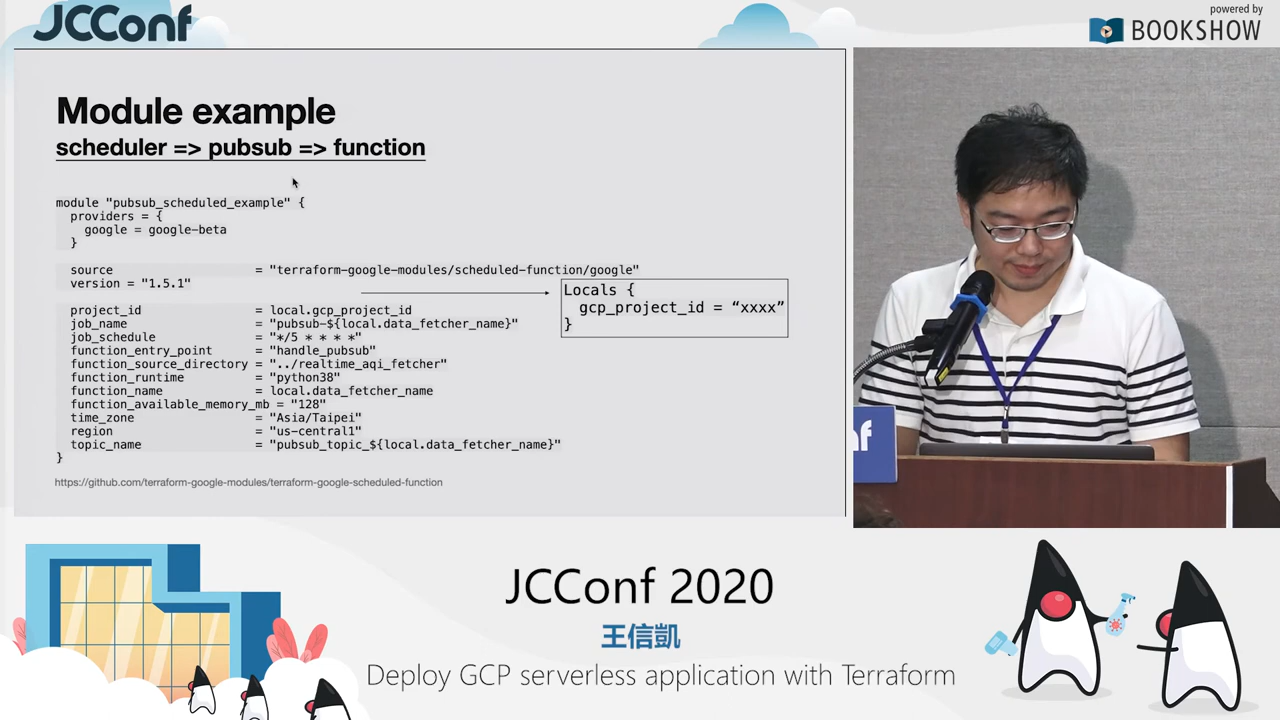 JCConf
powered by
BOOKSHOW
Module example
scheduler => pubsub => function
module "pubsub_scheduled_example" {
  providers = {
    google = google-beta
  }
  source = "terraform-google-modules/scheduled-function/google"
  version = "1.5.1"
Locals {
  gcp_project_id = “xxxx”
}
  project_id = local.gcp_project_id
  job_name = "pubsub-${local.data_fetcher_name}"
  job_schedule = "*/5 * * * *"
  function_entry_point = "handle_pubsub"
  function_source_directory = "../realtime_aqi_fetcher"
  function_runtime = "python38"
  function_name = local.data_fetcher_name
  function_available_memory_mb = "128"
  time_zone = "Asia/Taipei"
  region = "us-central1"
  topic_name = "pubsub_topic_${local.data_fetcher_name}"
}
https://github.com/terraform-google-modules/terraform-google-scheduled-function
nf
JCConf 2020
王信凱
Deploy GCP serverless application with Terraform